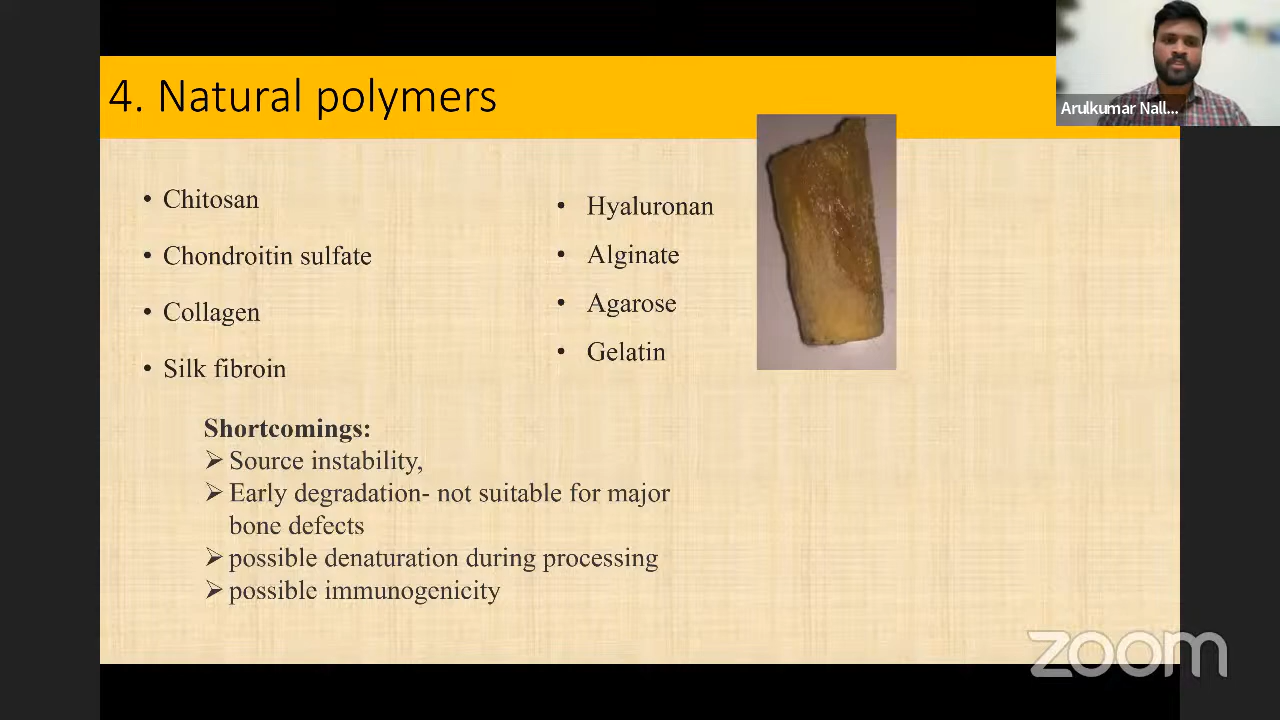 4. Natural polymers
Arulkumar Nall...
• Chitosan
• Chondroitin sulfate
• Collagen
• Silk fibroin
• Hyaluronan
• Alginate
• Agarose
• Gelatin
Shortcomings:
➢ Source instability,
➢ Early degradation- not suitable for major
bone defects
➢ possible denaturation during processing
➢ possible immunogenicity
zoom